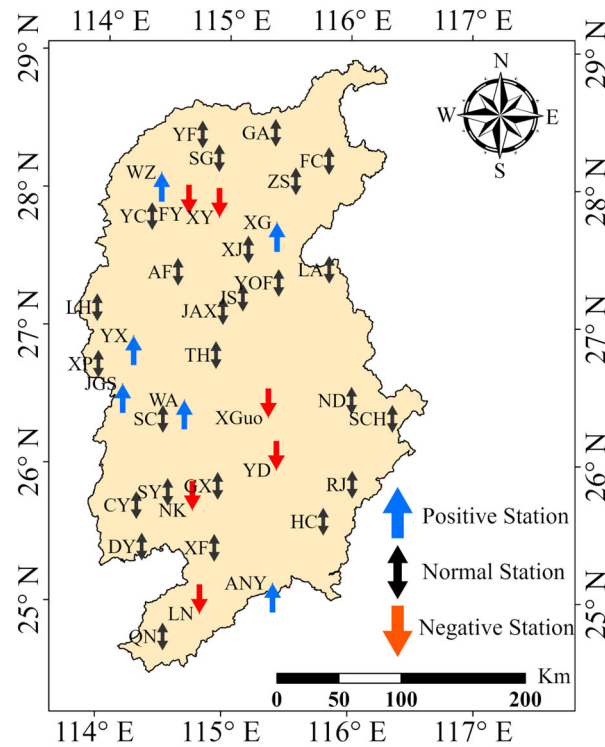 114° E 115° E 116° E 117° E
29° N 29° N
N
W E
S
YF GA
SG FC
WZ ZS
YC FY XY
XG
XJ
AF YOF LA
JS
LH JAX
YX
TH
XP
JGS
WA ND
SC XGuo SCH
YD
SY GX RJ
CY NK
HC
DY XF
ANY
LN
QN
28° N 28° N
27° N 27° N
26° N 26° N
25° N 25° N
Positive Station
Normal Station
Negative Station
Km
0 50 100 200
114° E 115° E 116° E 117° E